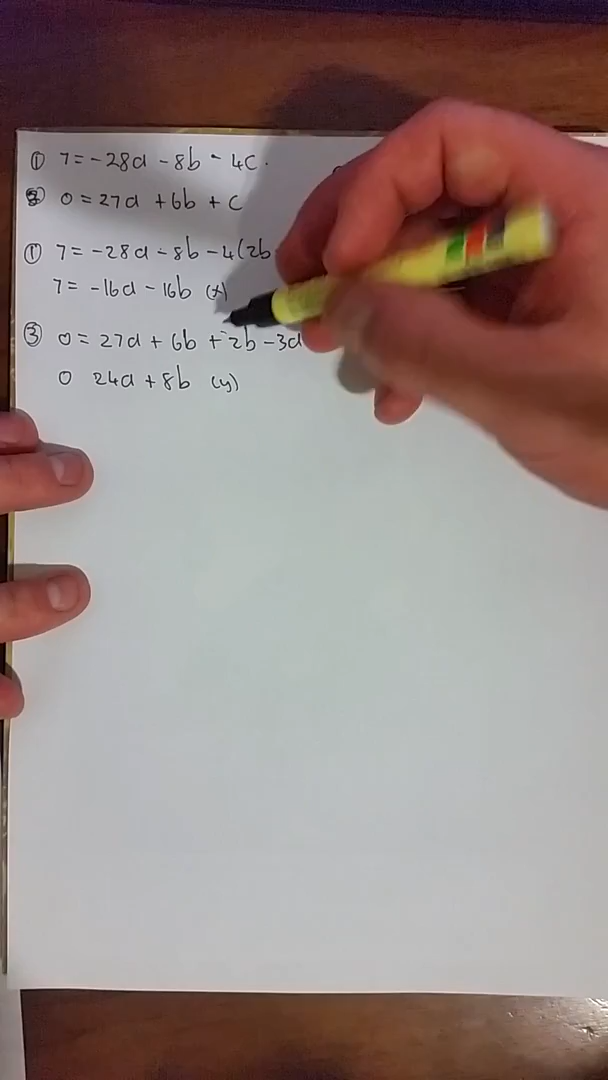 ① 7 = -28a - 8b - 4c.
0 = 27a + 6b + c
① 7 = -28a - 8b - 4(2b
7 = -16a - 16b (x)
③ 0 = 27a + 6b + -2b - 3a
0 24a + 8b (y)